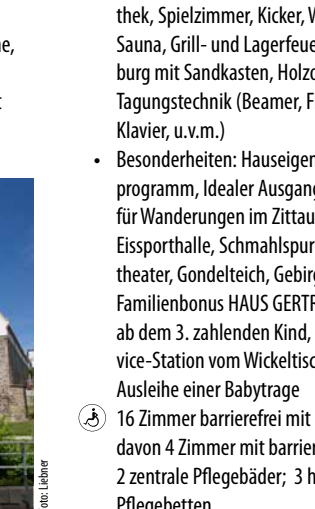 thek, Spielzimmer, Kicker, W
Sauna, Grill- und Lagerfeue
burg mit Sandkasten, Holzo
Tagungstechnik (Beamer, F
Klavier, u.v.m.)
• Besonderheiten: Hauseigen
programm, Idealer Ausgang
für Wanderungen im Zittau
Eissporthalle, Schmahlspur
theater, Gondelteich, Gebirg
Familienbonus HAUS GERTR
ab dem 3. zahlenden Kind,
vice-Station vom Wickeltisc
Ausleihe einer Babytrage
16 Zimmer barrierefrei mit
davon 4 Zimmer mit barrier
2 zentrale Pflegebäder; 3 h
Pflegebetten
ne,
t
oto: Liebner